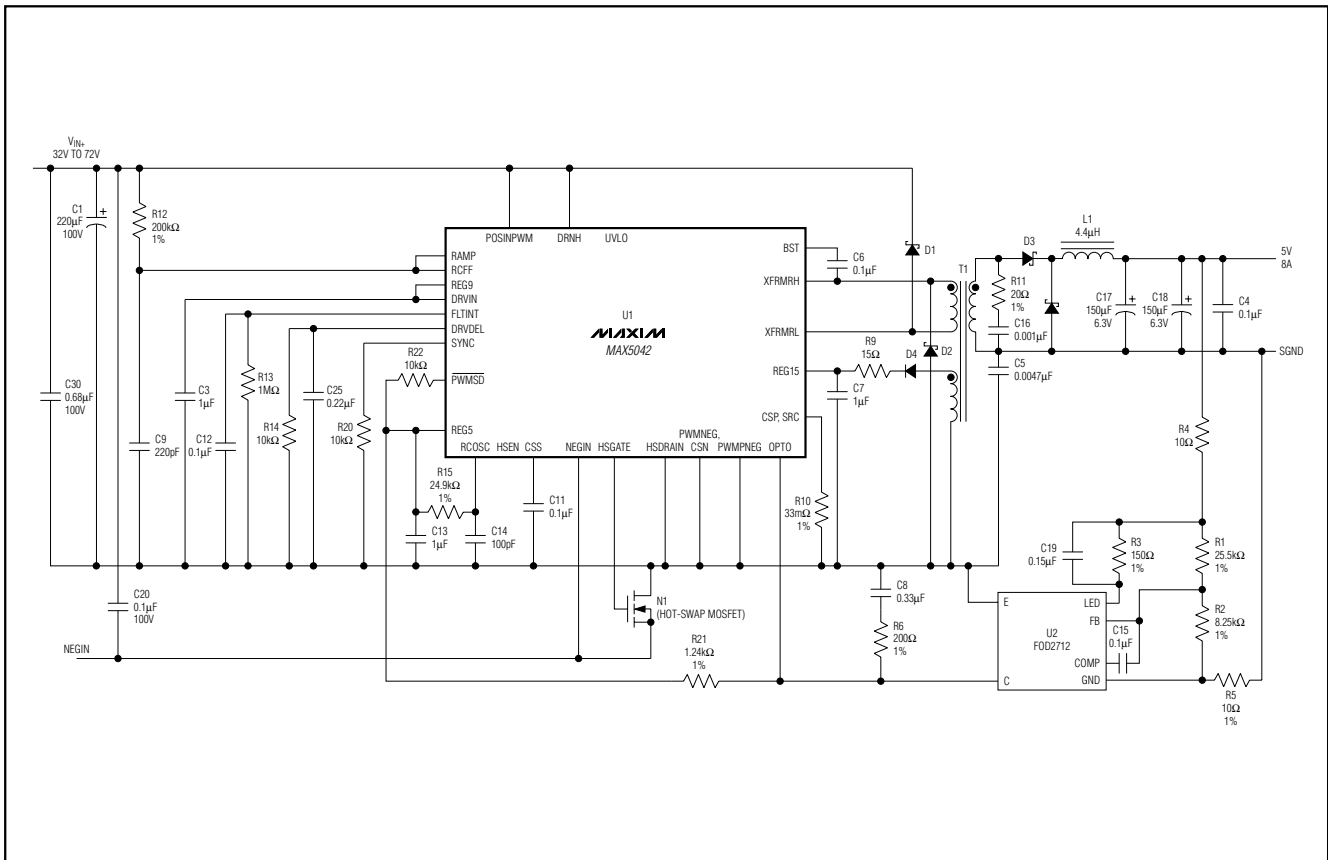 VIN+
32V TO 72V
C1
220µF
100V
R12
200kΩ
1%
C30
0.68µF
100V
C9
220pF
C3
1µF
C12
0.1µF
R13
1MΩ
R14
10kΩ
C25
0.22µF
R20
10kΩ
R22
10kΩ
POSINPWM
DRNH
UVLO
RAMP
RCFF
REG9
DRVIN
FLTINT
DRVDEL
SYNC
PWMSD
REG5
U1
MAXIM
MAX5042
BST
XFRMRH
XFRMRL
REG15
CSP, SRC
RCOSC
HSEN
CSS
NEGIN
HSGATE
HSDRAIN
PWMNEG,
CSN
PWMPNEG
OPTO
R15
24.9kΩ
1%
C13
1µF
C14
100pF
C11
0.1µF
C6
0.1µF
D1
T1
D2
R9
15Ω
D4
C7
1µF
R10
33mΩ
1%
D3
L1
4.4µH
R11
20Ω
1%
C16
0.001µF
C5
0.0047µF
C17
150µF
6.3V
C18
150µF
6.3V
C4
0.1µF
5V
8A
SGND
R4
10Ω
C20
0.1µF
100V
NEGIN
N1
(HOT-SWAP MOSFET)
R21
1.24kΩ
1%
C8
0.33µF
R6
200Ω
1%
C19
0.15µF
R3
150Ω
1%
R1
25.5kΩ
1%
E
LED
FB
U2
FOD2712
C15
0.1µF
COMP
C
GND
R2
8.25kΩ
1%
R5
10Ω
1%